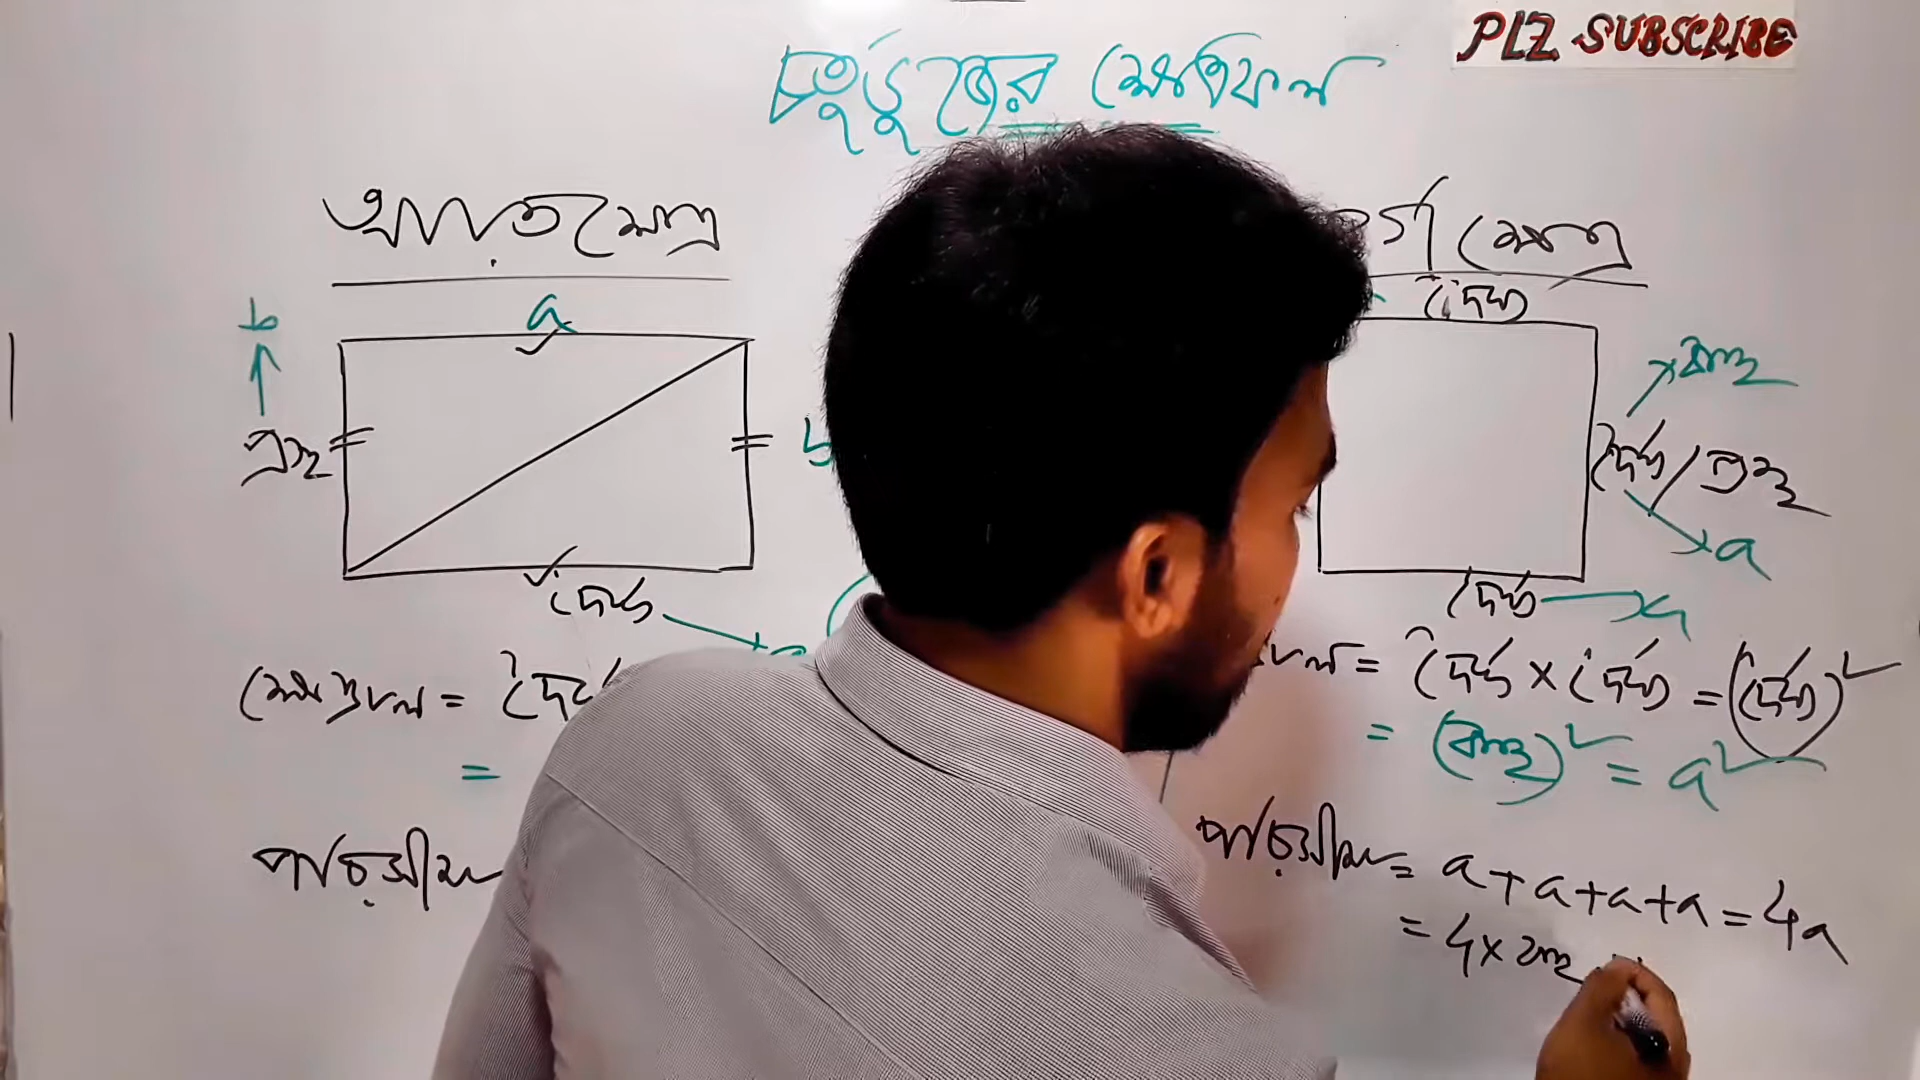 PLZ SUBSCRIBE
চতুর্ভুজের ক্ষেত্রফল
আয়তক্ষেত্র
ক্ষেত্র
a
b
প্রস্থ
b
দৈর্ঘ্য
ক্ষেত্রফল =
=
পরিসীমা
দৈর্ঘ্য
বাহু
দৈর্ঘ্য / প্রস্থ
a
দৈর্ঘ্য a
= দৈর্ঘ্য × দৈর্ঘ্য = (দৈর্ঘ্য)²
= (বাহু)² = a²
পরিসীমা = a + a + a + a = 4a
= 4 × বাহু